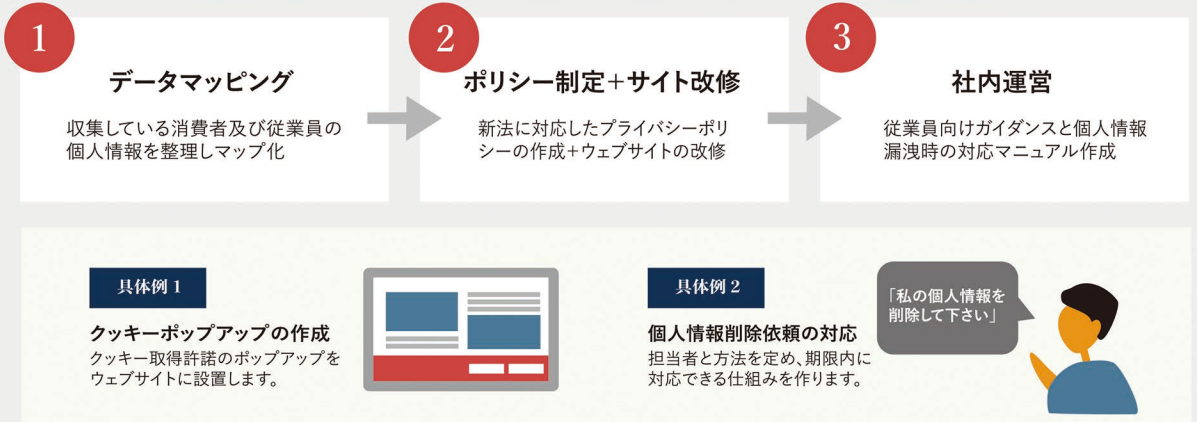 1
データマッピング
収集している消費者及び従業員の
個人情報を整理しマップ化
2
ポリシー制定＋サイト改修
新法に対応したプライバシーポリ
シーの作成＋ウェブサイトの改修
3
社内運営
従業員向けガイダンスと個人情報
漏洩時の対応マニュアル作成
具体例 1
クッキーポップアップの作成
クッキー取得許諾のポップアップを
ウェブサイトに設置します。
具体例 2
個人情報削除依頼の対応
担当者と方法を定め、期限内に
対応できる仕組みを作ります。
「私の個人情報を
削除して下さい」